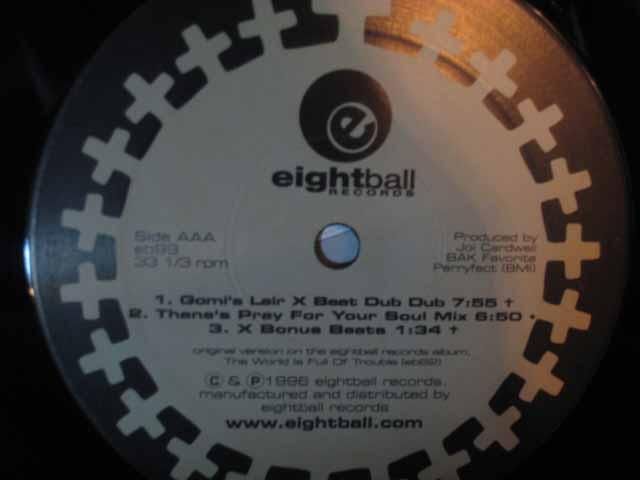 e
eightball
RECORDS
Side AAA
eb93
33 1/3 rpm
Produced by
Joi Cardwell
BAK Favorite
Perryfect (BMI)
1. Gomi's Lair X Beat Dub Dub 7:55 †
2. Thane's Pray For Your Soul Mix 6:50 •
3. X Bonus Beats 1:34 †
original version on the eightball records album,
The World Is Full Of Trouble
© & ℗ 1996 eightball records.
manufactured and distributed by
eightball records
www.eightball.com